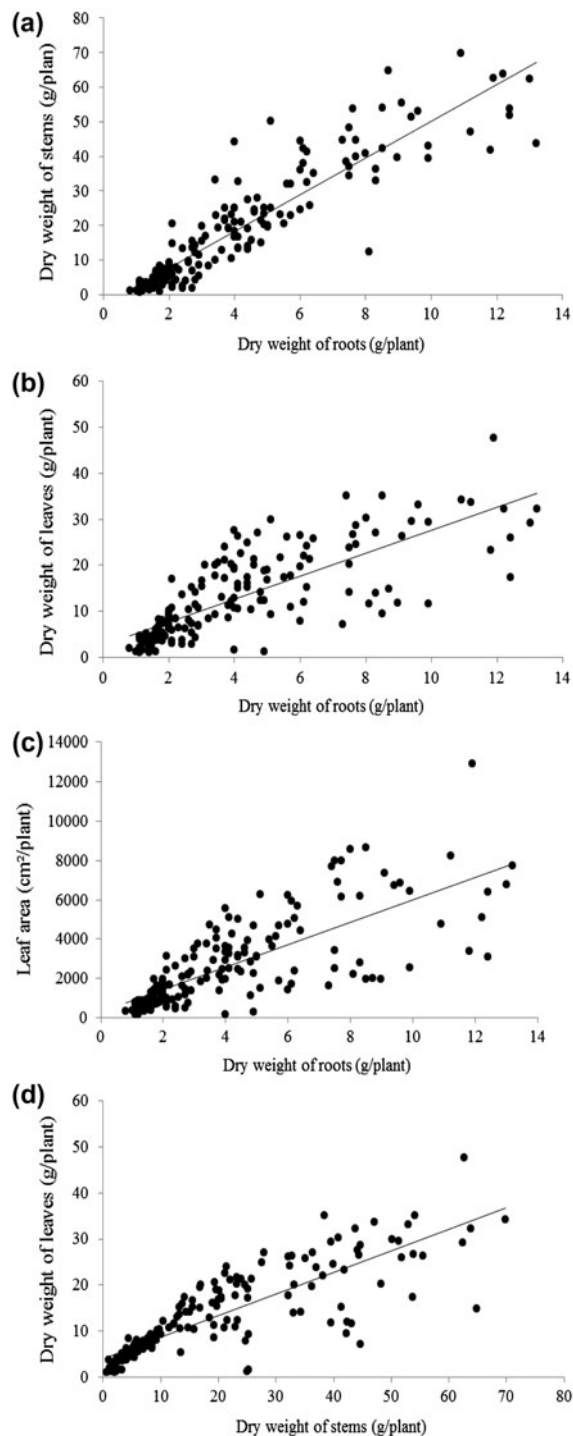 (a)
Dry weight of stems (g/plan)
80
70
60
50
40
30
20
10
0
0 2 4 6 8 10 12 14
Dry weight of roots (g/plant)
(b)
Dry weight of leaves (g/plant)
60
50
40
30
20
10
0
0 2 4 6 8 10 12 14
Dry weight of roots (g/plant)
(c)
Leaf area (cm²/plant)
14000
12000
10000
8000
6000
4000
2000
0
0 2 4 6 8 10 12 14
Dry weight of roots (g/plant)
(d)
Dry weight of leaves (g/plant)
60
50
40
30
20
10
0
0 10 20 30 40 50 60 70 80
Dry weight of stems (g/plant)